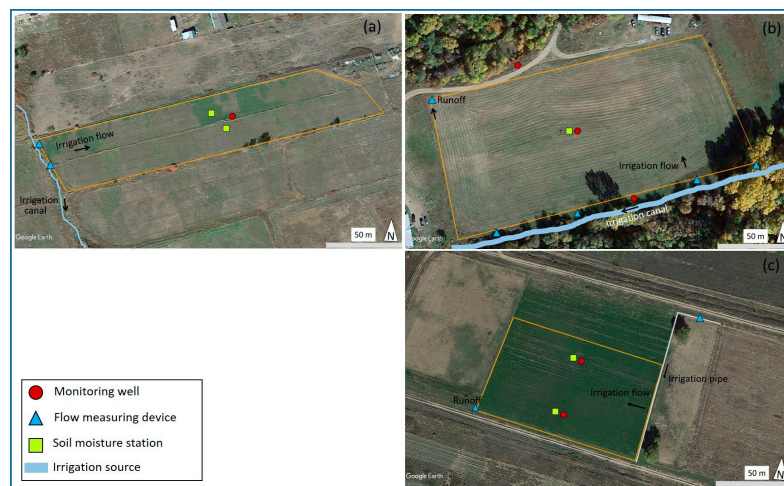 (a)
Irrigation flow
Irrigation
canal
Google Earth
50 m
N
(b)
Runoff
Irrigation flow
Irrigation canal
Google Earth
50 m
N
(c)
Irrigation pipe
Irrigation flow
Runoff
Google Earth
50 m
N
Monitoring well
Flow measuring device
Soil moisture station
Irrigation source